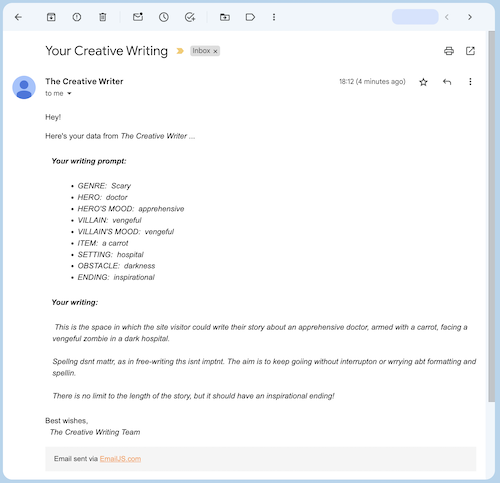 Your Creative Writing
Inbox x
The Creative Writer
18:12 (4 minutes ago)
to me
Hey!
Here's your data from The Creative Writer ...
Your writing prompt:
• GENRE: Scary
• HERO: doctor
• HERO'S MOOD: apprehensive
• VILLAIN: vengeful
• VILLAIN'S MOOD: vengeful
• ITEM: a carrot
• SETTING: hospital
• OBSTACLE: darkness
• ENDING: inspirational
Your writing:
This is the space in which the site visitor could write their story about an apprehensive doctor, armed with a carrot, facing a
vengeful zombie in a dark hospital.
Spellng dsnt mattr, as in free-writing ths isnt imptnt. The aim is to keep goiing without interrupton or wrrying abt formatting and
spellin.
There is no limit to the length of the story, but it should have an inspirational ending!
Best wishes,
The Creative Writing Team
Email sent via EmailJS.com